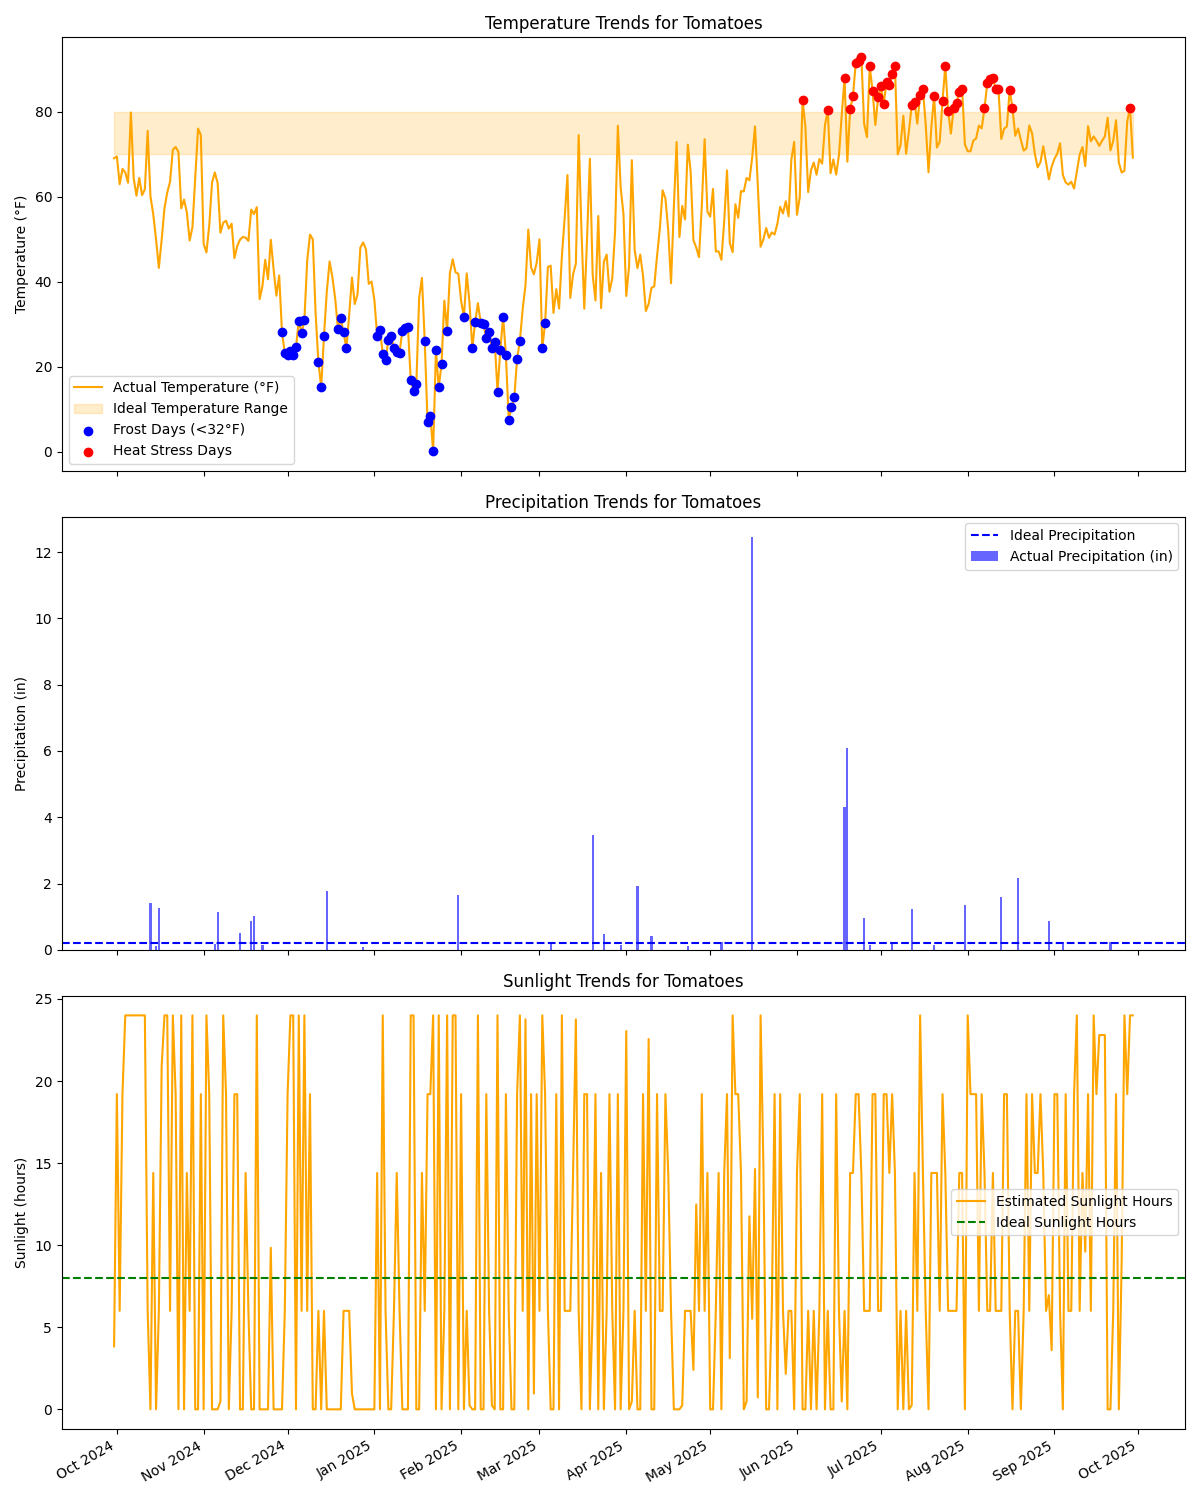 Temperature Trends for Tomatoes
Temperature (°F)
80
60
40
20
0
Actual Temperature (°F)
Ideal Temperature Range
Frost Days (<32°F)
Heat Stress Days
Precipitation Trends for Tomatoes
Precipitation (in)
12
10
8
6
4
2
0
Ideal Precipitation
Actual Precipitation (in)
Sunlight Trends for Tomatoes
Sunlight (hours)
25
20
15
10
5
0
Estimated Sunlight Hours
Ideal Sunlight Hours
Oct 2024
Nov 2024
Dec 2024
Jan 2025
Feb 2025
Mar 2025
Apr 2025
May 2025
Jun 2025
Jul 2025
Aug 2025
Sep 2025
Oct 2025